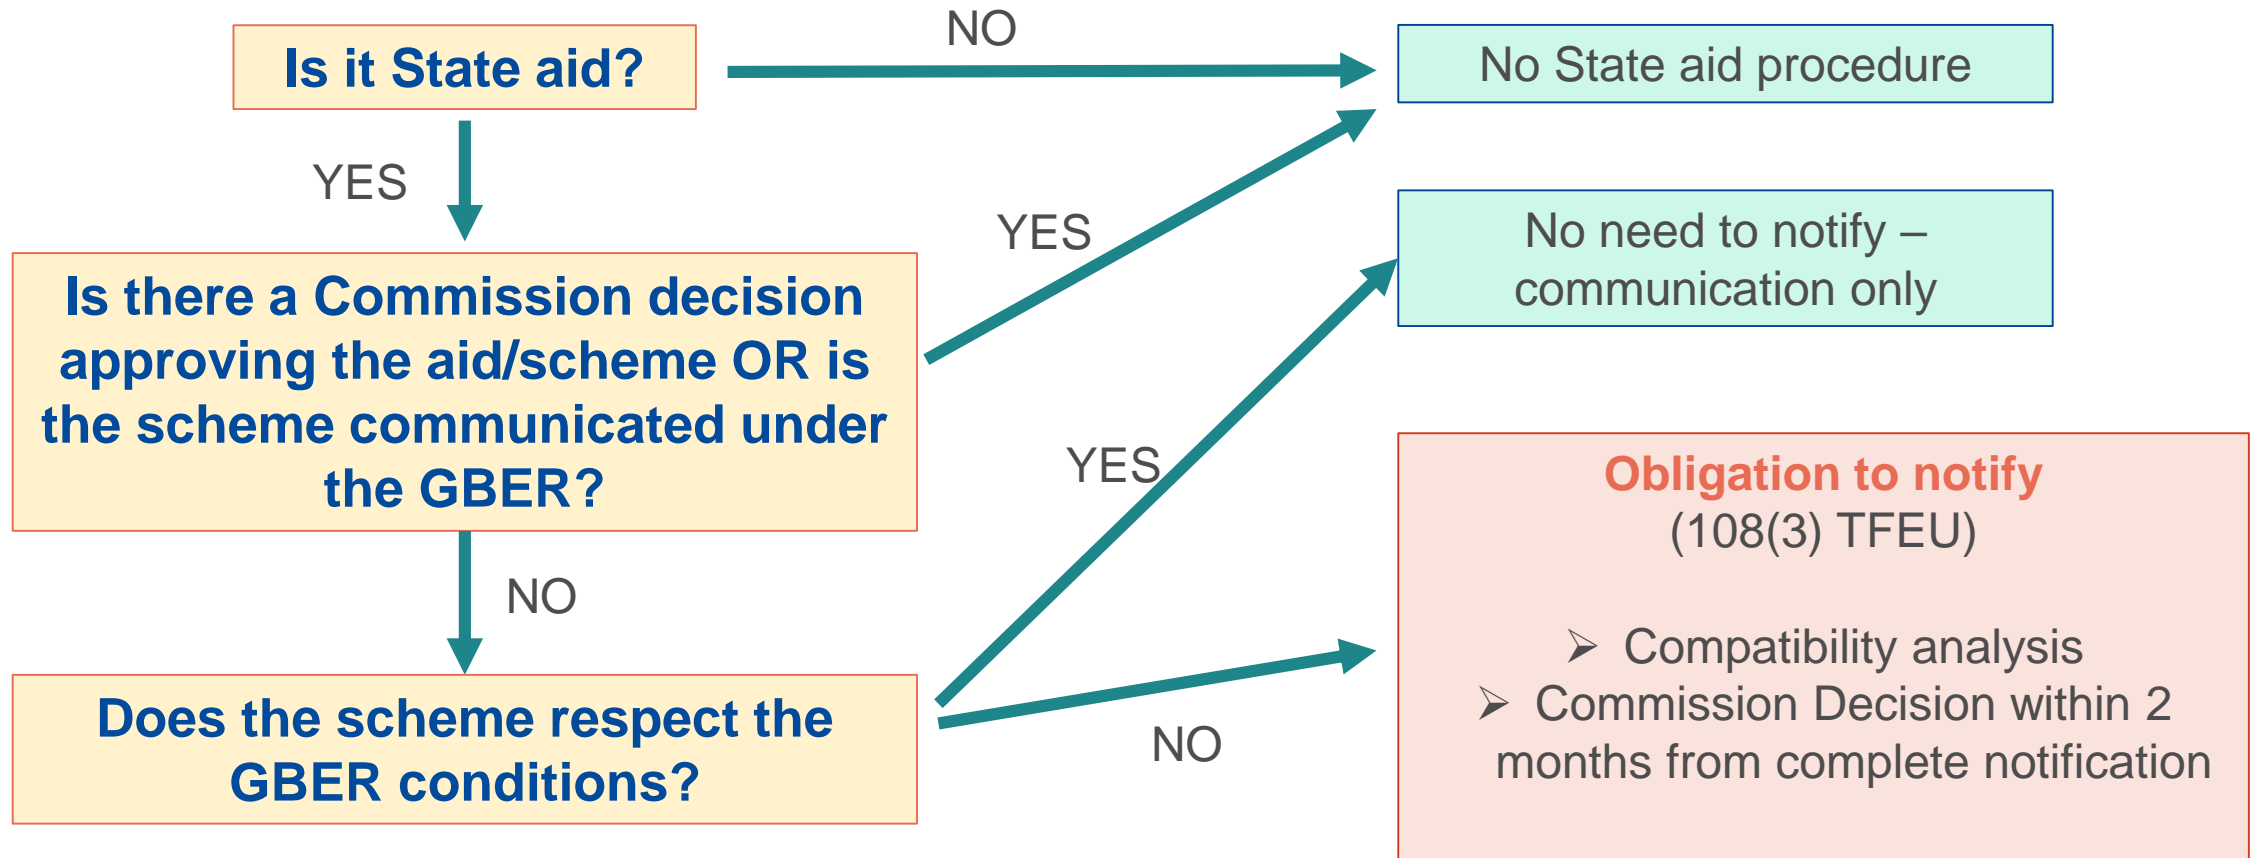 Is it State aid?
NO
No State aid procedure
YES
Is there a Commission decision
approving the aid/scheme OR is
the scheme communicated under
the GBER?
YES
No need to notify –
communication only
NO
Does the scheme respect the
GBER conditions?
YES
NO
Obligation to notify
(108(3) TFEU)
➢ Compatibility analysis
➢ Commission Decision within 2
months from complete notification